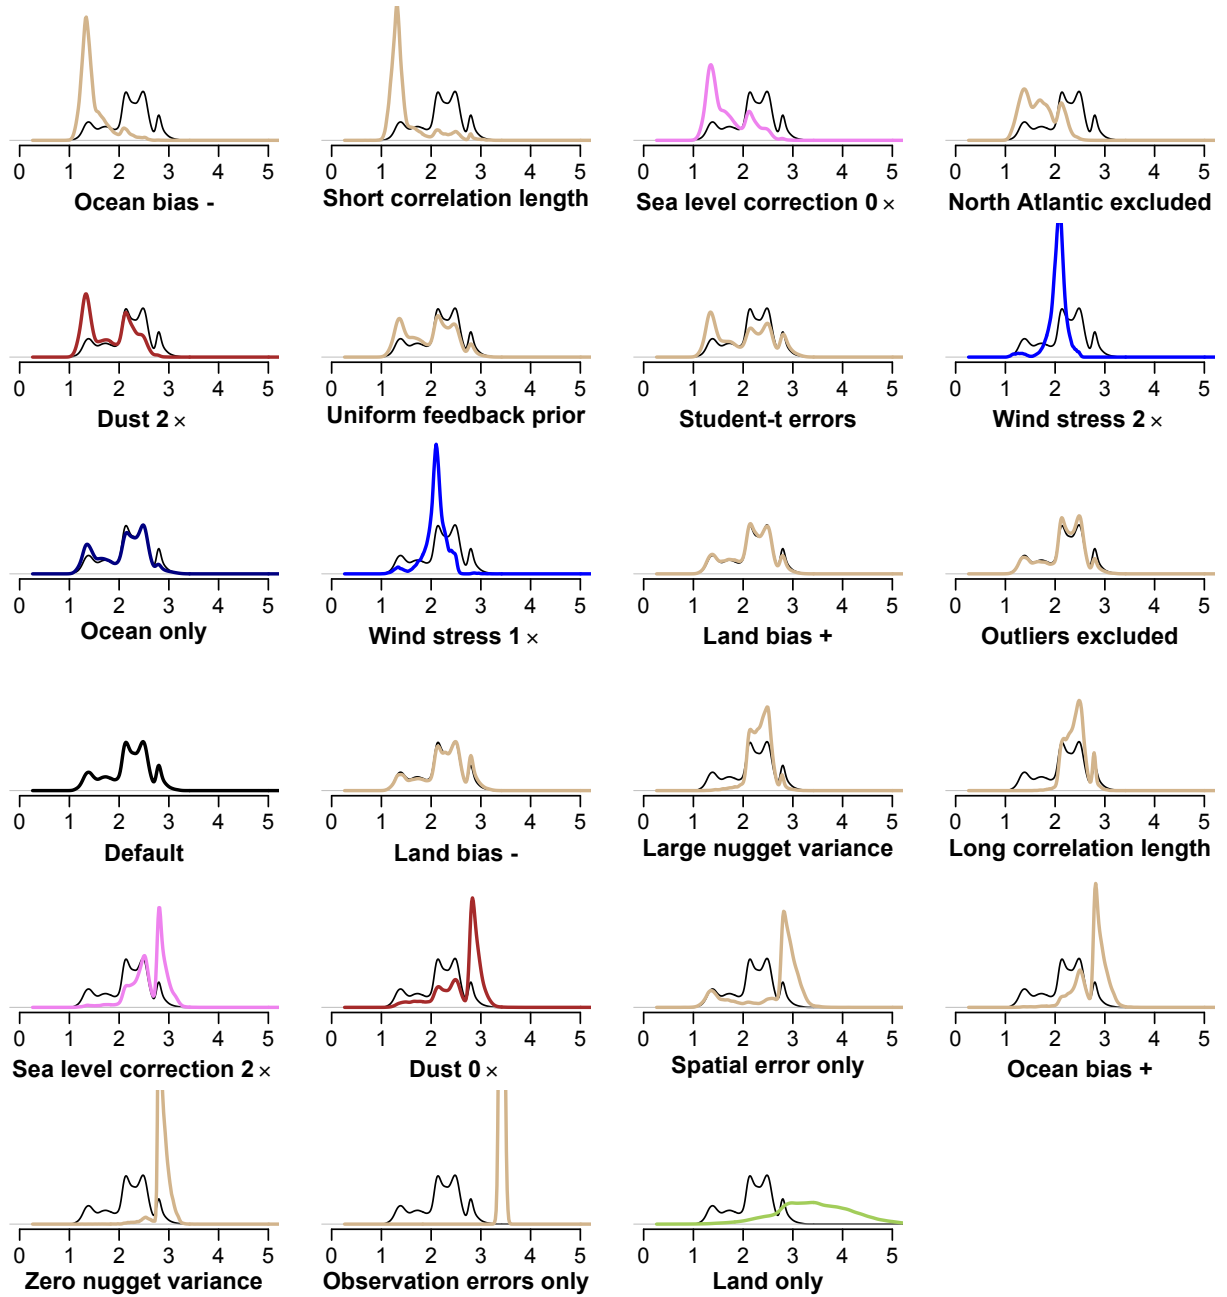 0 1 2 3 4 5 0 1 2 3 4 5 0 1 2 3 4 5 0 1 2 3 4 5
Ocean bias - Short correlation length Sea level correction 0 × North Atlantic excluded
0 1 2 3 4 5 0 1 2 3 4 5 0 1 2 3 4 5 0 1 2 3 4 5
Dust 2 × Uniform feedback prior Student-t errors Wind stress 2 ×
0 1 2 3 4 5 0 1 2 3 4 5 0 1 2 3 4 5 0 1 2 3 4 5
Ocean only Wind stress 1 × Land bias + Outliers excluded
0 1 2 3 4 5 0 1 2 3 4 5 0 1 2 3 4 5 0 1 2 3 4 5
Default Land bias - Large nugget variance Long correlation length
0 1 2 3 4 5 0 1 2 3 4 5 0 1 2 3 4 5 0 1 2 3 4 5
Sea level correction 2 × Dust 0 × Spatial error only Ocean bias +
0 1 2 3 4 5 0 1 2 3 4 5 0 1 2 3 4 5
Zero nugget variance Observation errors only Land only